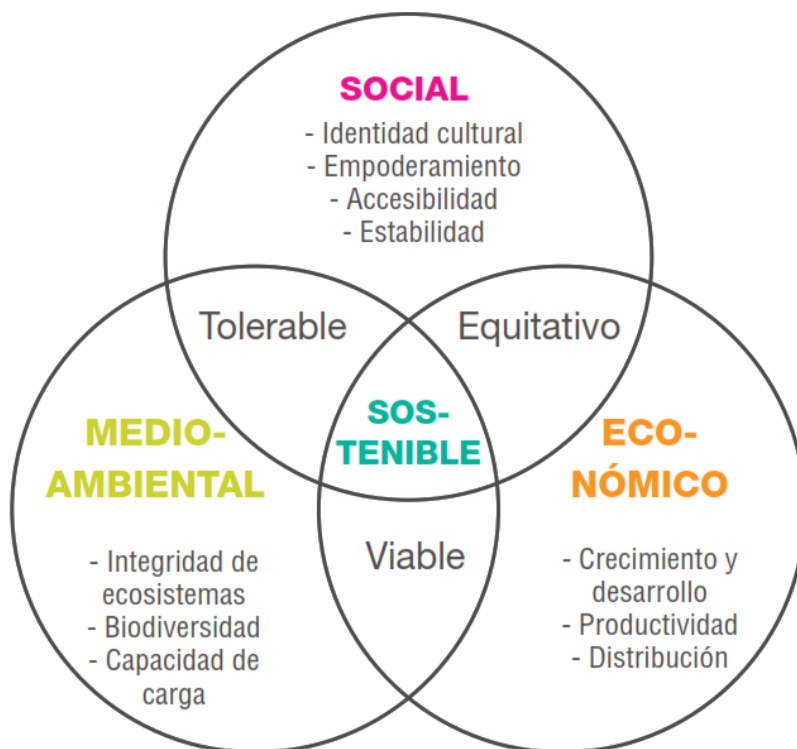 SOCIAL
- Identidad cultural
- Empoderamiento
- Accesibilidad
- Estabilidad
Tolerable
Equitativo
SOS-
TENIBLE
MEDIO-
AMBIENTAL
- Integridad de
ecosistemas
- Biodiversidad
- Capacidad de
carga
Viable
ECO-
NÓMICO
- Crecimiento y
desarrollo
- Productividad
- Distribución